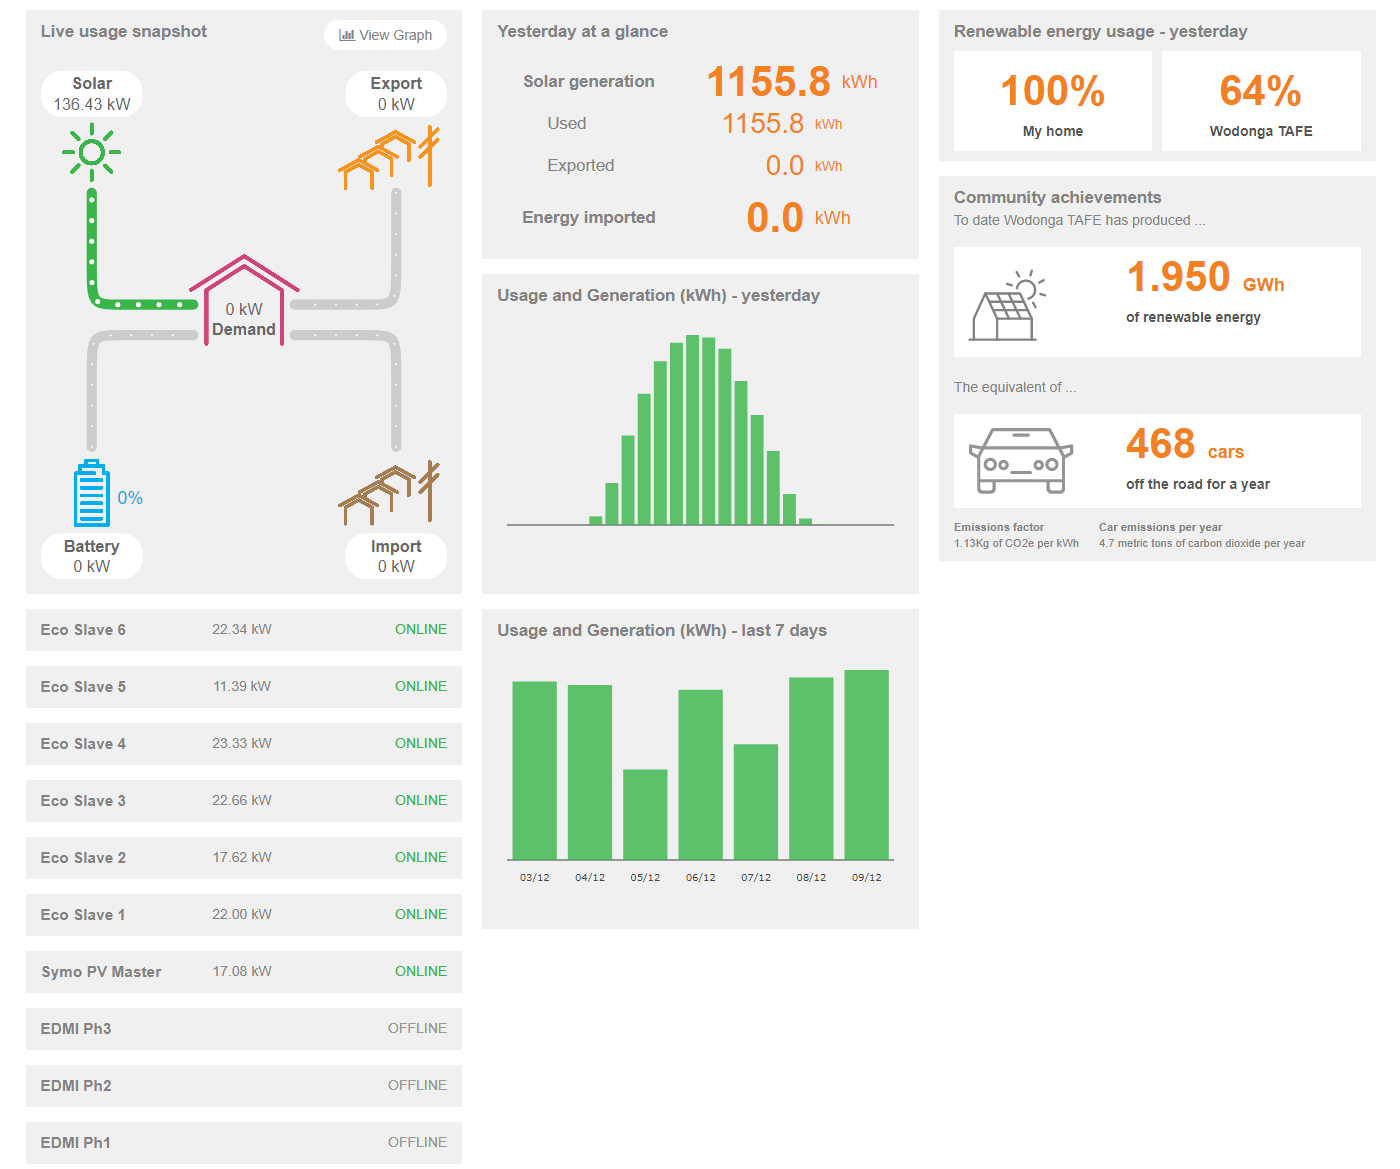 Live usage snapshot
View Graph
Solar
136.43 kW
Export
0 kW
0 kW
Demand
0%
Battery
0 kW
Import
0 kW
Eco Slave 6 22.34 kW ONLINE
Eco Slave 5 11.39 kW ONLINE
Eco Slave 4 23.33 kW ONLINE
Eco Slave 3 22.66 kW ONLINE
Eco Slave 2 17.62 kW ONLINE
Eco Slave 1 22.00 kW ONLINE
Symo PV Master 17.08 kW ONLINE
EDMI Ph3 OFFLINE
EDMI Ph2 OFFLINE
EDMI Ph1 OFFLINE
Yesterday at a glance
Solar generation 1155.8 kWh
Used 1155.8 kWh
Exported 0.0 kWh
Energy imported 0.0 kWh
Usage and Generation (kWh) - yesterday
Usage and Generation (kWh) - last 7 days
03/12 04/12 05/12 06/12 07/12 08/12 09/12
Renewable energy usage - yesterday
100%
My home
64%
Wodonga TAFE
Community achievements
To date Wodonga TAFE has produced ...
1.950 GWh
of renewable energy
The equivalent of ...
468 cars
off the road for a year
Emissions factor
1.13Kg of CO2e per kWh
Car emissions per year
4.7 metric tons of carbon dioxide per year